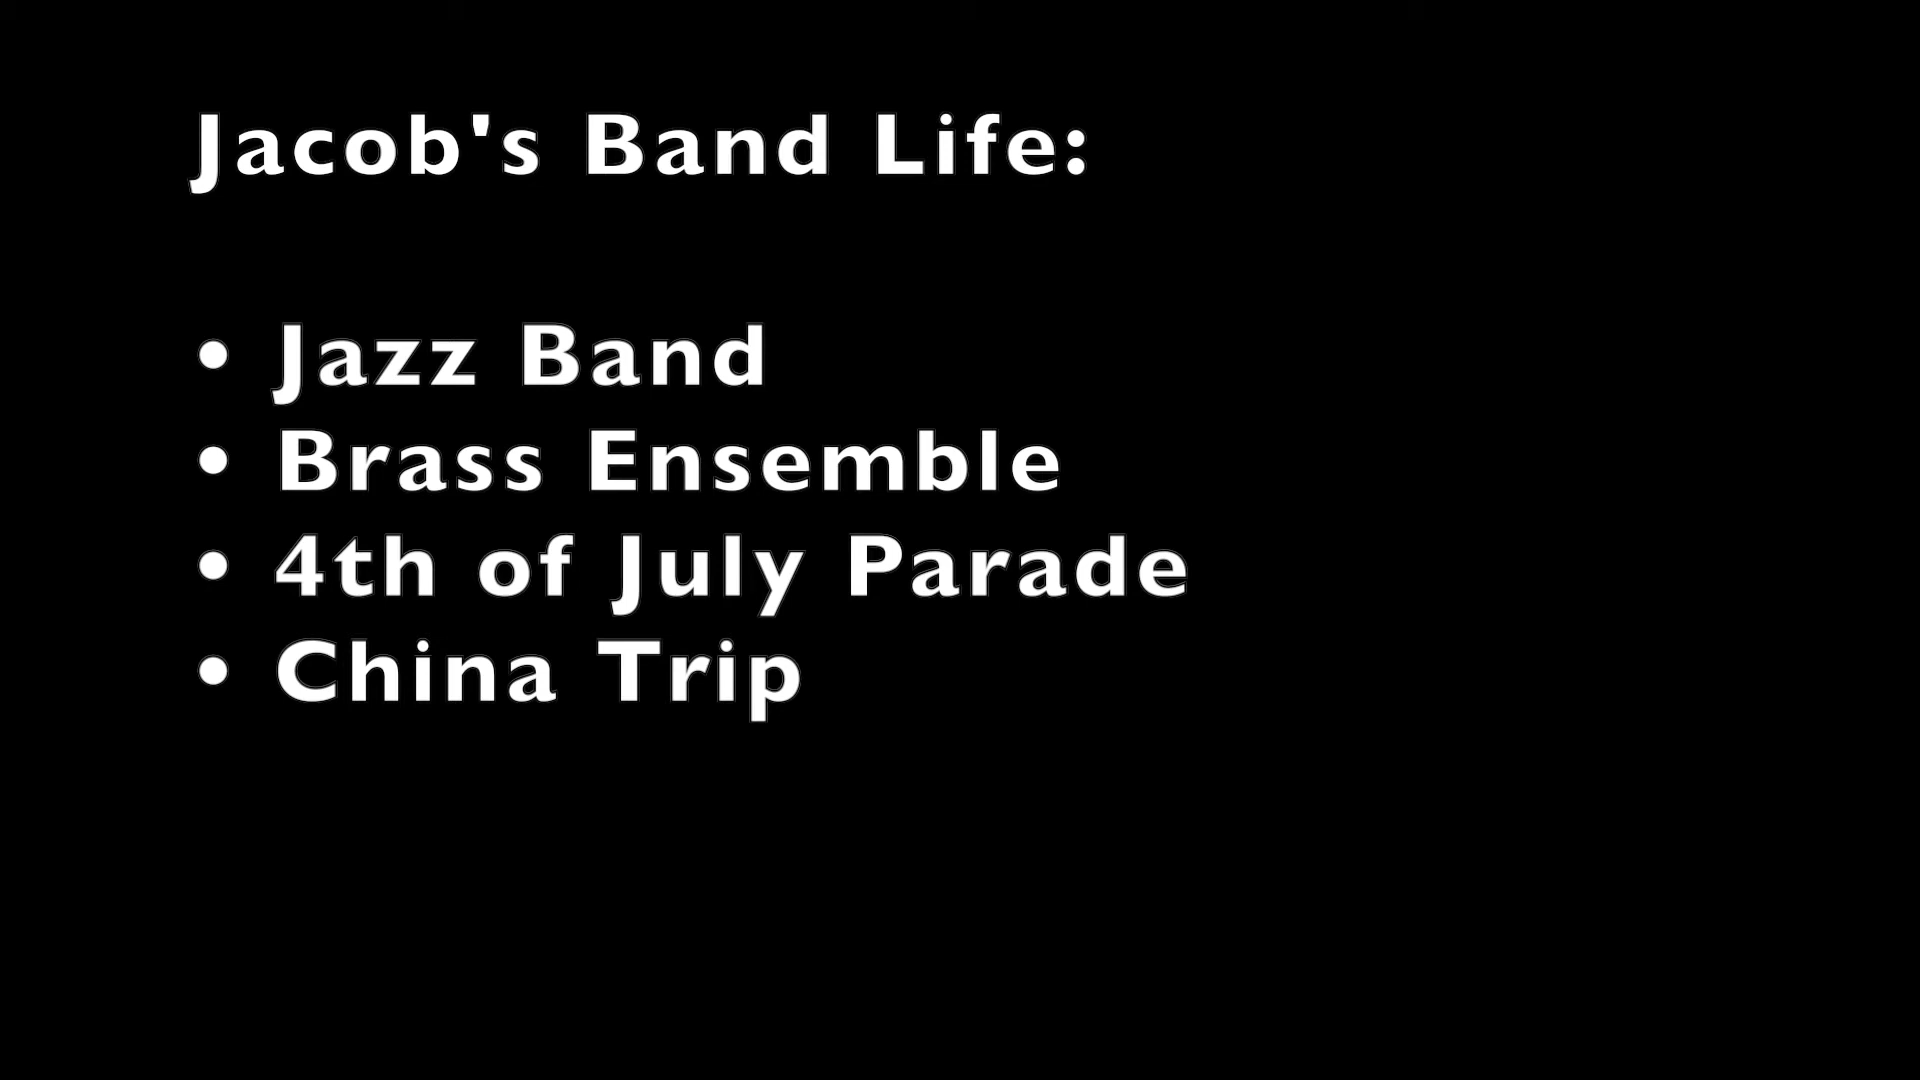 Jacob's Band Life:
• Jazz Band
• Brass Ensemble
• 4th of July Parade
• China Trip